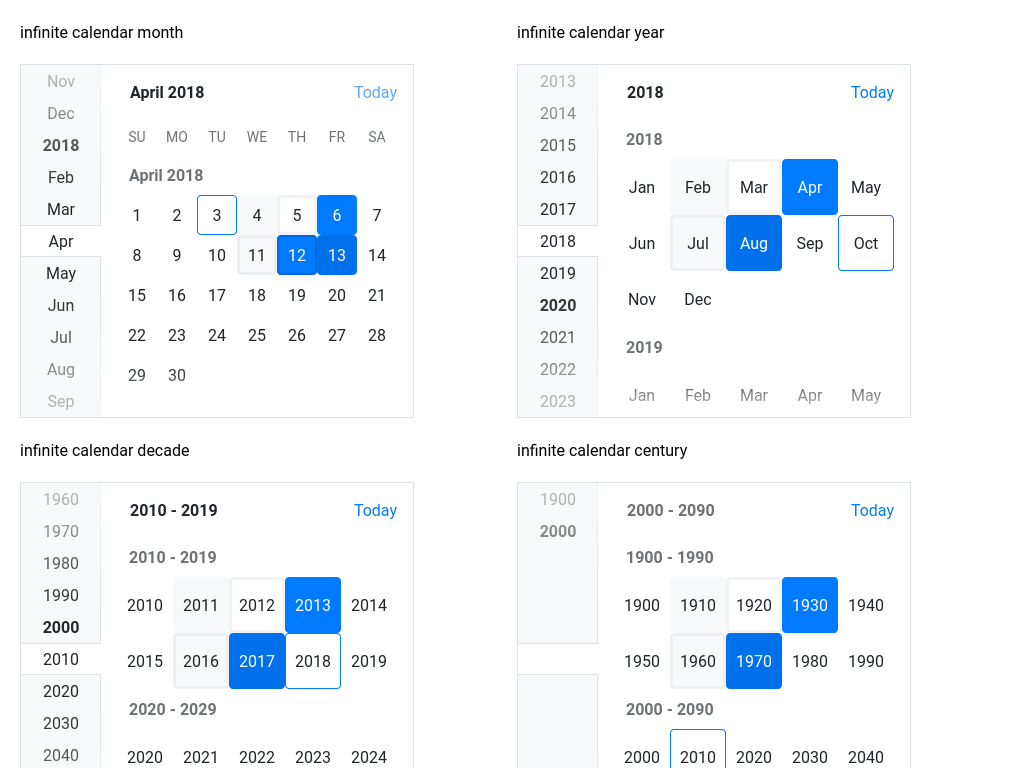 infinite calendar month
Nov
Dec
2018
Feb
Mar
Apr
May
Jun
Jul
Aug
Sep
April 2018 Today
SU MO TU WE TH FR SA
April 2018
1 2 3 4 5 6 7
8 9 10 11 12 13 14
15 16 17 18 19 20 21
22 23 24 25 26 27 28
29 30
infinite calendar year
2013
2014
2015
2016
2017
2018
2019
2020
2021
2022
2023
2018 Today
2018
Jan Feb Mar Apr May
Jun Jul Aug Sep Oct
Nov Dec
2019
Jan Feb Mar Apr May
infinite calendar decade
1960
1970
1980
1990
2000
2010
2020
2030
2040
2010 - 2019 Today
2010 - 2019
2010 2011 2012 2013 2014
2015 2016 2017 2018 2019
2020 - 2029
2020 2021 2022 2023 2024
infinite calendar century
1900
2000
2000 - 2090 Today
1900 - 1990
1900 1910 1920 1930 1940
1950 1960 1970 1980 1990
2000 - 2090
2000 2010 2020 2030 2040